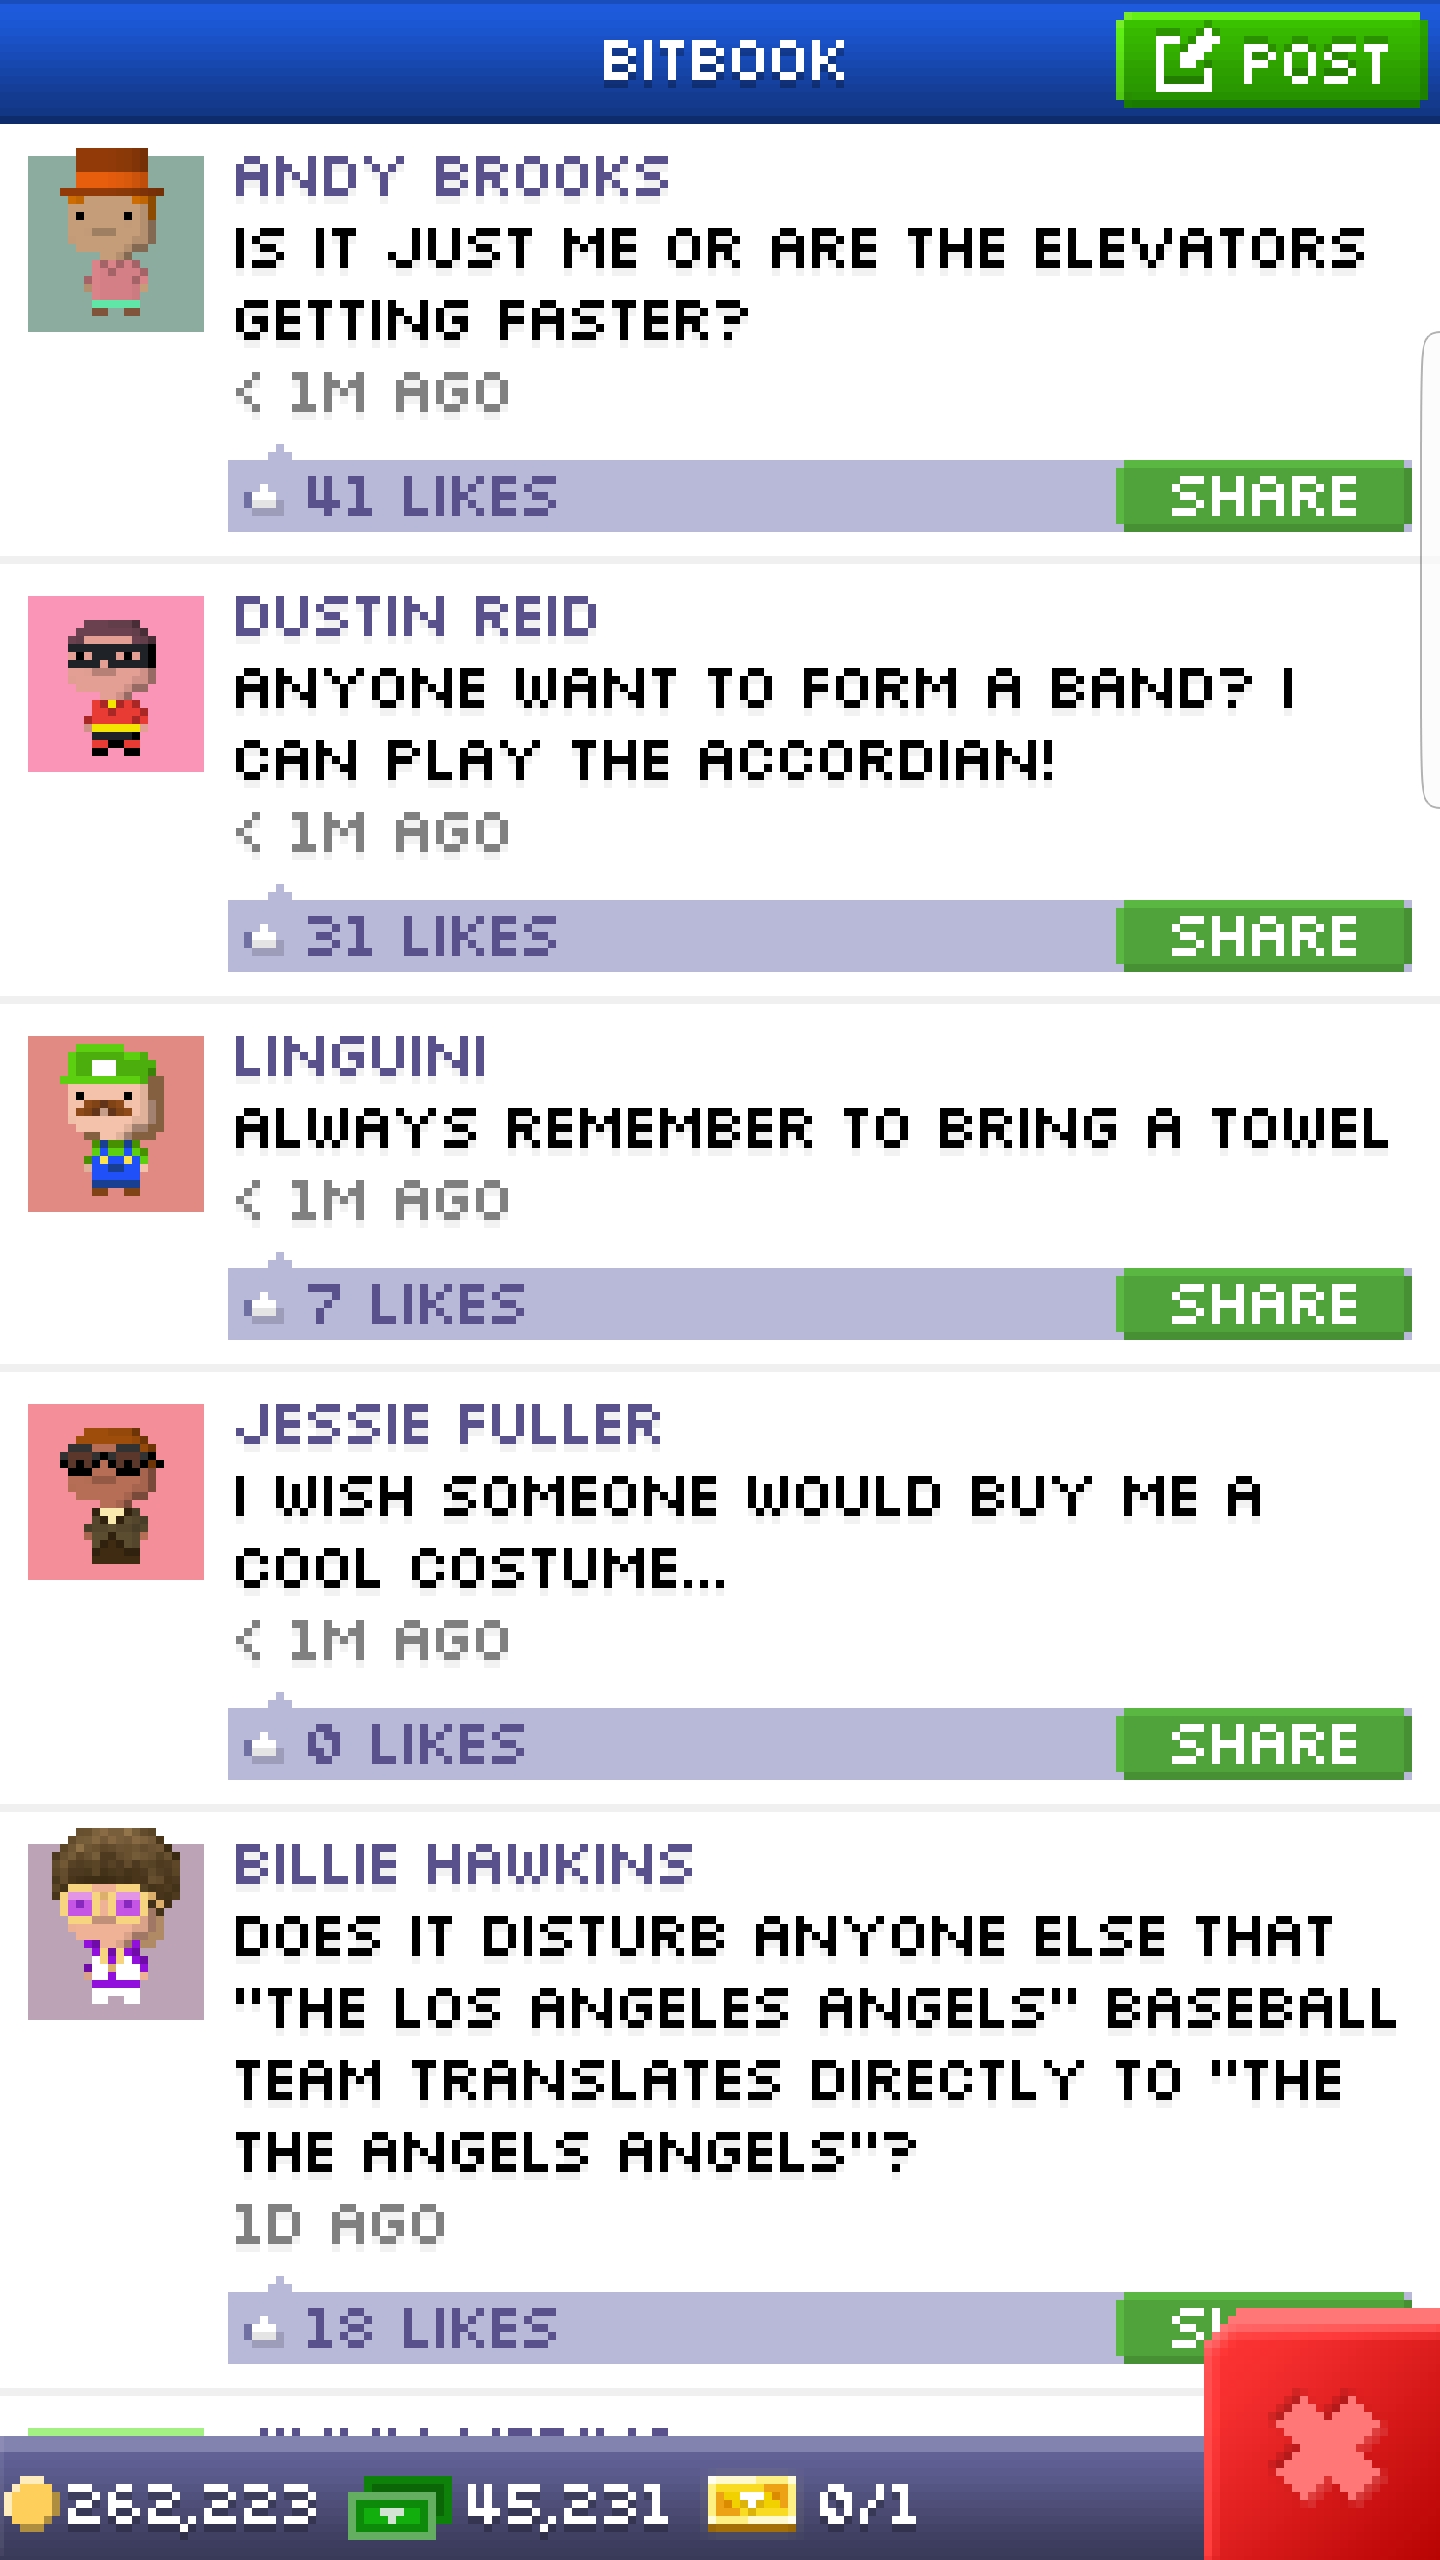 BITBOOK
POST
ANDY BROOKS
IS IT JUST ME OR ARE THE ELEVATORS
GETTING FASTER?
< 1M AGO
41 LIKES
SHARE
DUSTIN REID
ANYONE WANT TO FORM A BAND? I
CAN PLAY THE ACCORDIAN!
< 1M AGO
31 LIKES
SHARE
LINGUINI
ALWAYS REMEMBER TO BRING A TOWEL
< 1M AGO
7 LIKES
SHARE
JESSIE FULLER
I WISH SOMEONE WOULD BUY ME A
COOL COSTUME...
< 1M AGO
0 LIKES
SHARE
BILLIE HAWKINS
DOES IT DISTURB ANYONE ELSE THAT
"THE LOS ANGELES ANGELS" BASEBALL
TEAM TRANSLATES DIRECTLY TO "THE
THE ANGELS ANGELS"?
1D AGO
18 LIKES
262,223
45,231
0/1